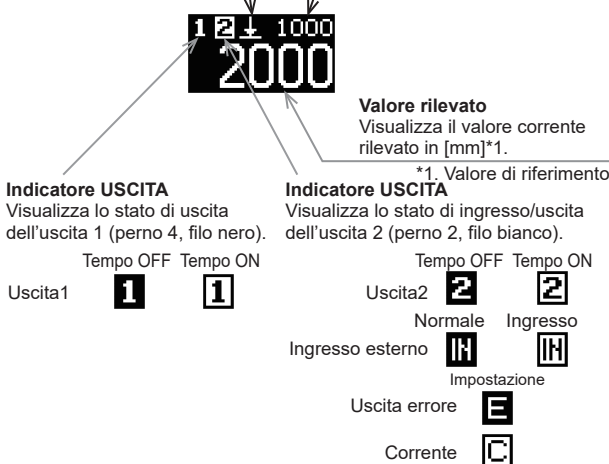 1 2 1000
2000
Valore rilevato
Visualizza il valore corrente
rilevato in [mm]*1.
*1. Valore di riferimento
Indicatore USCITA
Visualizza lo stato di uscita
dell'uscita 1 (perno 4, filo nero).
Tempo OFF Tempo ON
Uscita1 1 1
Indicatore USCITA
Visualizza lo stato di ingresso/uscita
dell'uscita 2 (perno 2, filo bianco).
Tempo OFF Tempo ON
Uscita2 2 2
Normale Ingresso
Ingresso esterno IN IN
Impostazione
Uscita errore E
Corrente C